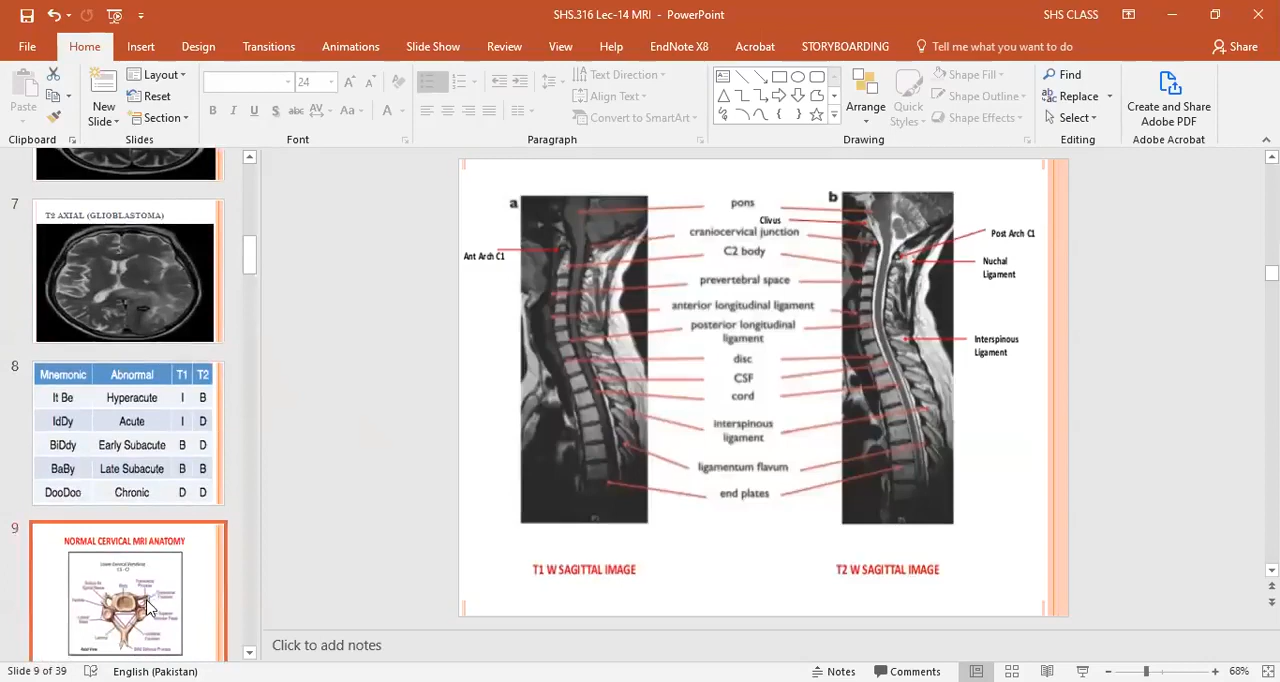 SHS.316 Lec-14 MRI - PowerPoint
SHS CLASS
File Home Insert Design Transitions Animations Slide Show Review View Help EndNote X8 Acrobat STORYBOARDING Tell me what you want to do Share
Paste
Clipboard
New
Slide
Layout
Reset
Section
Slides
24
B I U S abc AV Aa A
Font
Text Direction
Align Text
Convert to SmartArt
Paragraph
Arrange
Quick
Styles
Shape Fill
Shape Outline
Shape Effects
Drawing
Find
Replace
Select
Editing
Create and Share
Adobe PDF
Adobe Acrobat
7
T2 AXIAL (GLIOBLASTOMA)
8
Mnemonic Abnormal T1 T2
It Be Hyperacute I B
IdDy Acute I D
BiDdy Early Subacute B D
BaBy Late Subacute B B
DooDoo Chronic D D
9
NORMAL CERVICAL MRI ANATOMY
a
b
pons
Clivus
craniocervical junction
Ant Arch C1
C2 body
Post Arch C1
Nuchal
Ligament
prevertebral space
anterior longitudinal ligament
posterior longitudinal
ligament
Interspinous
Ligament
disc
CSF
cord
interspinous
ligament
ligamentum flavum
end plates
T1 W SAGITTAL IMAGE
T2 W SAGITTAL IMAGE
Click to add notes
Slide 9 of 39
English (Pakistan)
Notes
Comments
68%